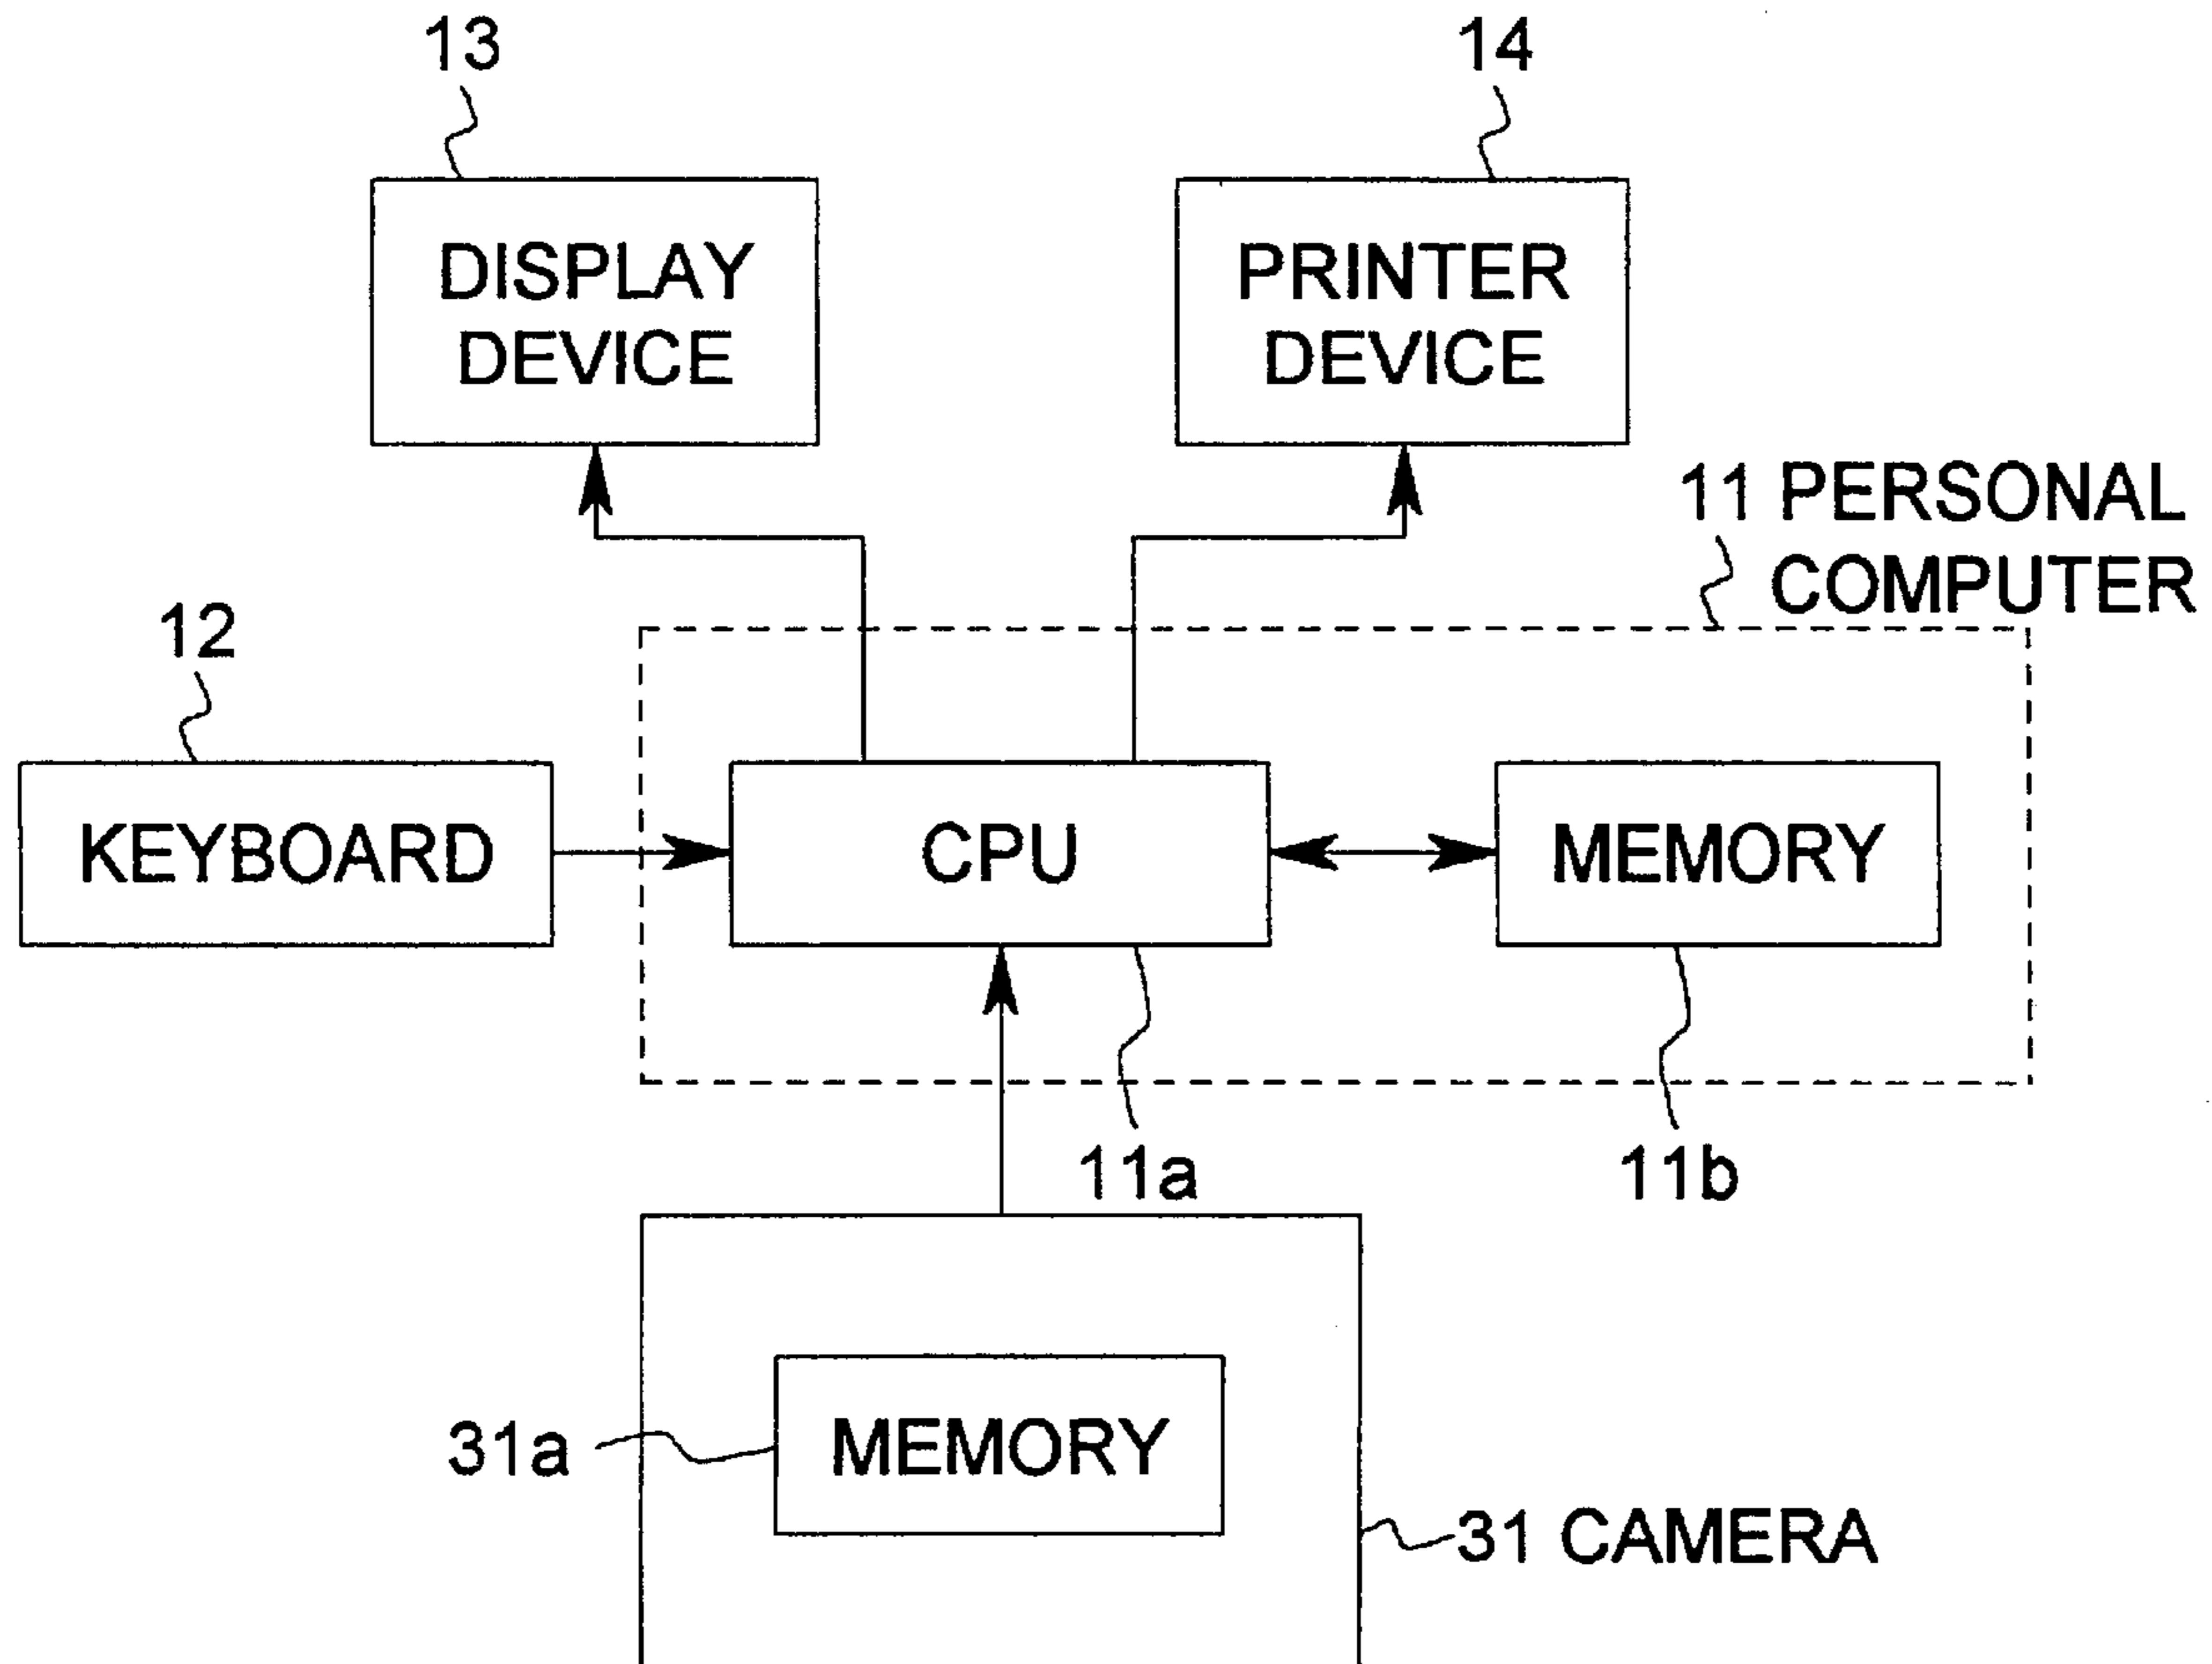 13
14
DISPLAY
DEVICE
PRINTER
DEVICE
11 PERSONAL
COMPUTER
12
KEYBOARD
CPU
MEMORY
11a
11b
31a
MEMORY
31 CAMERA